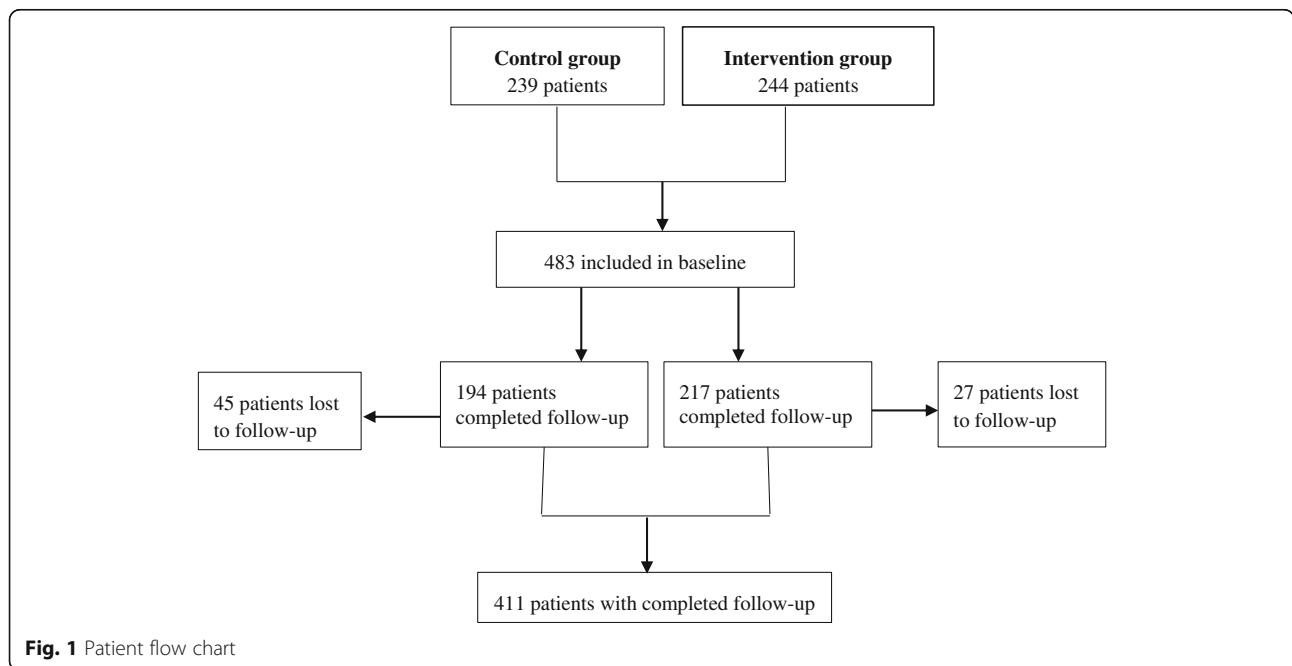 Control group
239 patients
Intervention group
244 patients
483 included in baseline
45 patients lost
to follow-up
194 patients
completed follow-up
217 patients
completed follow-up
27 patients lost
to follow-up
411 patients with completed follow-up
Fig. 1 Patient flow chart